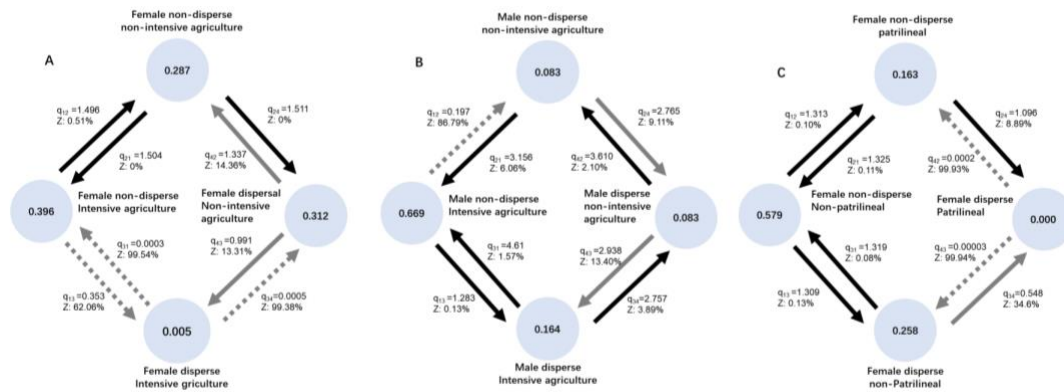 Female non-disperse
non-intensive agriculture
A
0.287
q12=1.496
Z: 0.51%
q24=1.511
Z: 0%
q21=1.504
Z: 0%
q42=1.337
Z: 14.36%
0.396
Female non-disperse
Intensive agriculture
Female dispersal
Non-intensive
agriculture
0.312
q31=0.0003
Z: 99.54%
q43=0.991
Z: 13.31%
q13=0.353
Z: 62.06%
q34=0.0005
Z: 99.38%
0.005
Female disperse
Intensive griculture
Male non-disperse
non-intensive agriculture
B
0.083
q12=0.197
Z: 86.79%
q24=2.765
Z: 9.11%
q21=3.156
Z: 6.06%
q42=3.610
Z: 2.10%
0.669
Male non-disperse
Intensive agriculture
Male disperse
non-intensive
agriculture
0.083
q31=4.61
Z: 1.57%
q43=2.938
Z: 13.40%
q13=1.283
Z: 0.13%
q34=2.757
Z: 3.89%
0.164
Male disperse
Intensive agriculture
Female non-disperse
patrilineal
C
0.163
q12=1.313
Z: 0.10%
q24=1.096
Z: 8.89%
q21=1.325
Z: 0.11%
q42=0.0002
Z: 99.93%
0.579
Female non-disperse
Non-patrilineal
Female disperse
Patrilineal
0.000
q31=1.319
Z: 0.08%
q43=0.00003
Z: 99.94%
q13=1.309
Z: 0.13%
q34=0.548
Z: 34.6%
0.258
Female disperse
non-Patrilineal